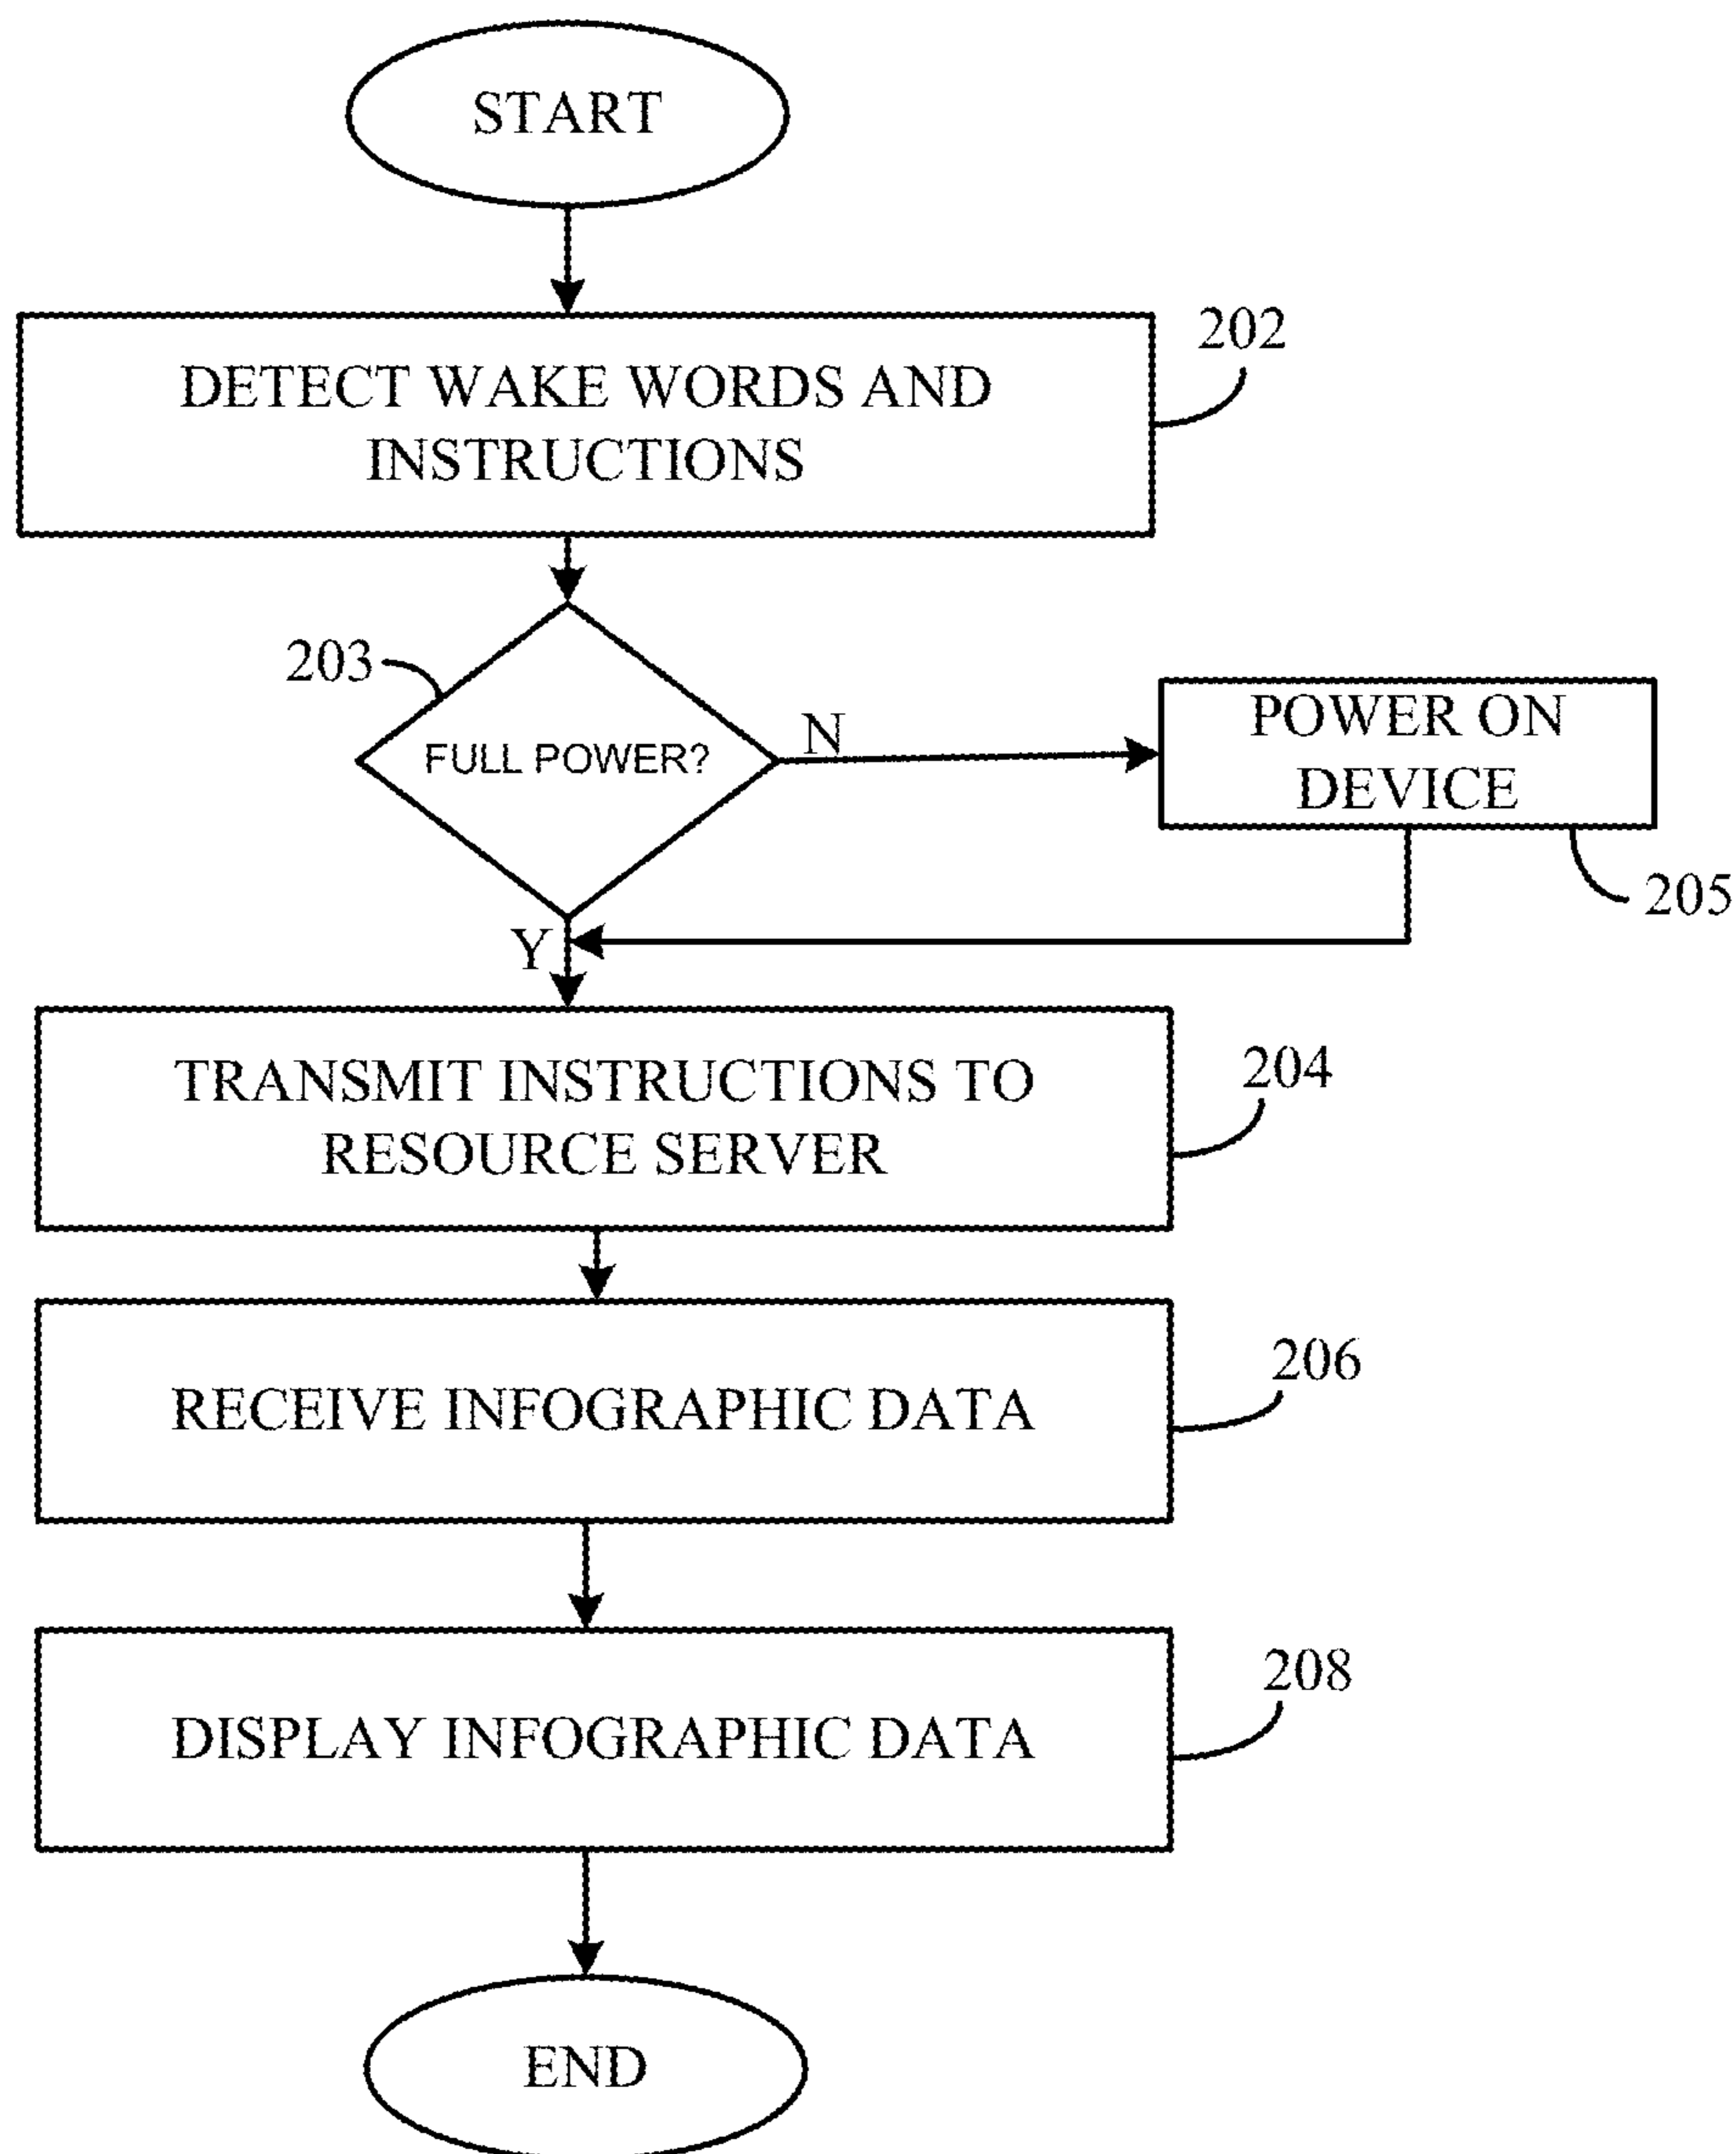 START
202
DETECT WAKE WORDS AND
INSTRUCTIONS
203
FULL POWER?
N
POWER ON
DEVICE
205
Y
TRANSMIT INSTRUCTIONS TO
RESOURCE SERVER
204
RECEIVE INFOGRAPHIC DATA
206
DISPLAY INFOGRAPHIC DATA
208
END